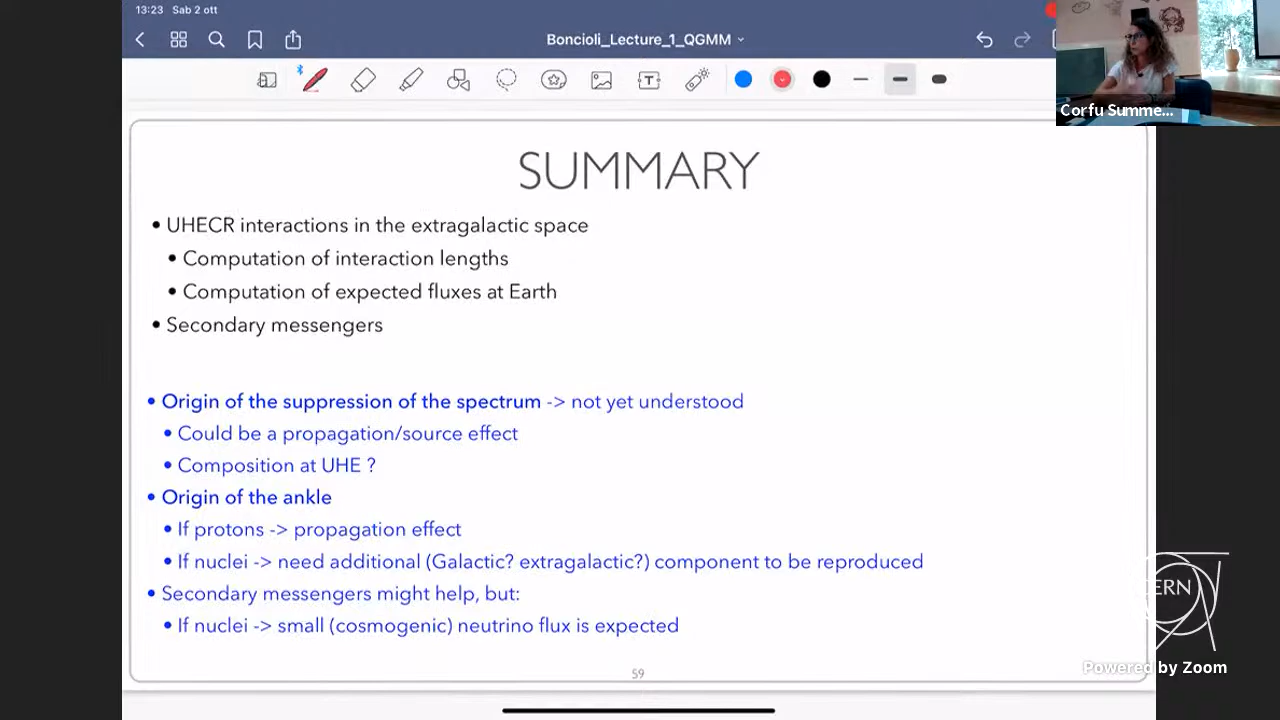 13:23 Sab 2 ott
Boncioli_Lecture_1_QGMM
T
Corfu Summe...
SUMMARY
• UHECR interactions in the extragalactic space
• Computation of interaction lengths
• Computation of expected fluxes at Earth
• Secondary messengers
• Origin of the suppression of the spectrum -> not yet understood
• Could be a propagation/source effect
• Composition at UHE ?
• Origin of the ankle
• If protons -> propagation effect
• If nuclei -> need additional (Galactic? extragalactic?) component to be reproduced
• Secondary messengers might help, but:
• If nuclei -> small (cosmogenic) neutrino flux is expected
59
ERN
Powered by Zoom